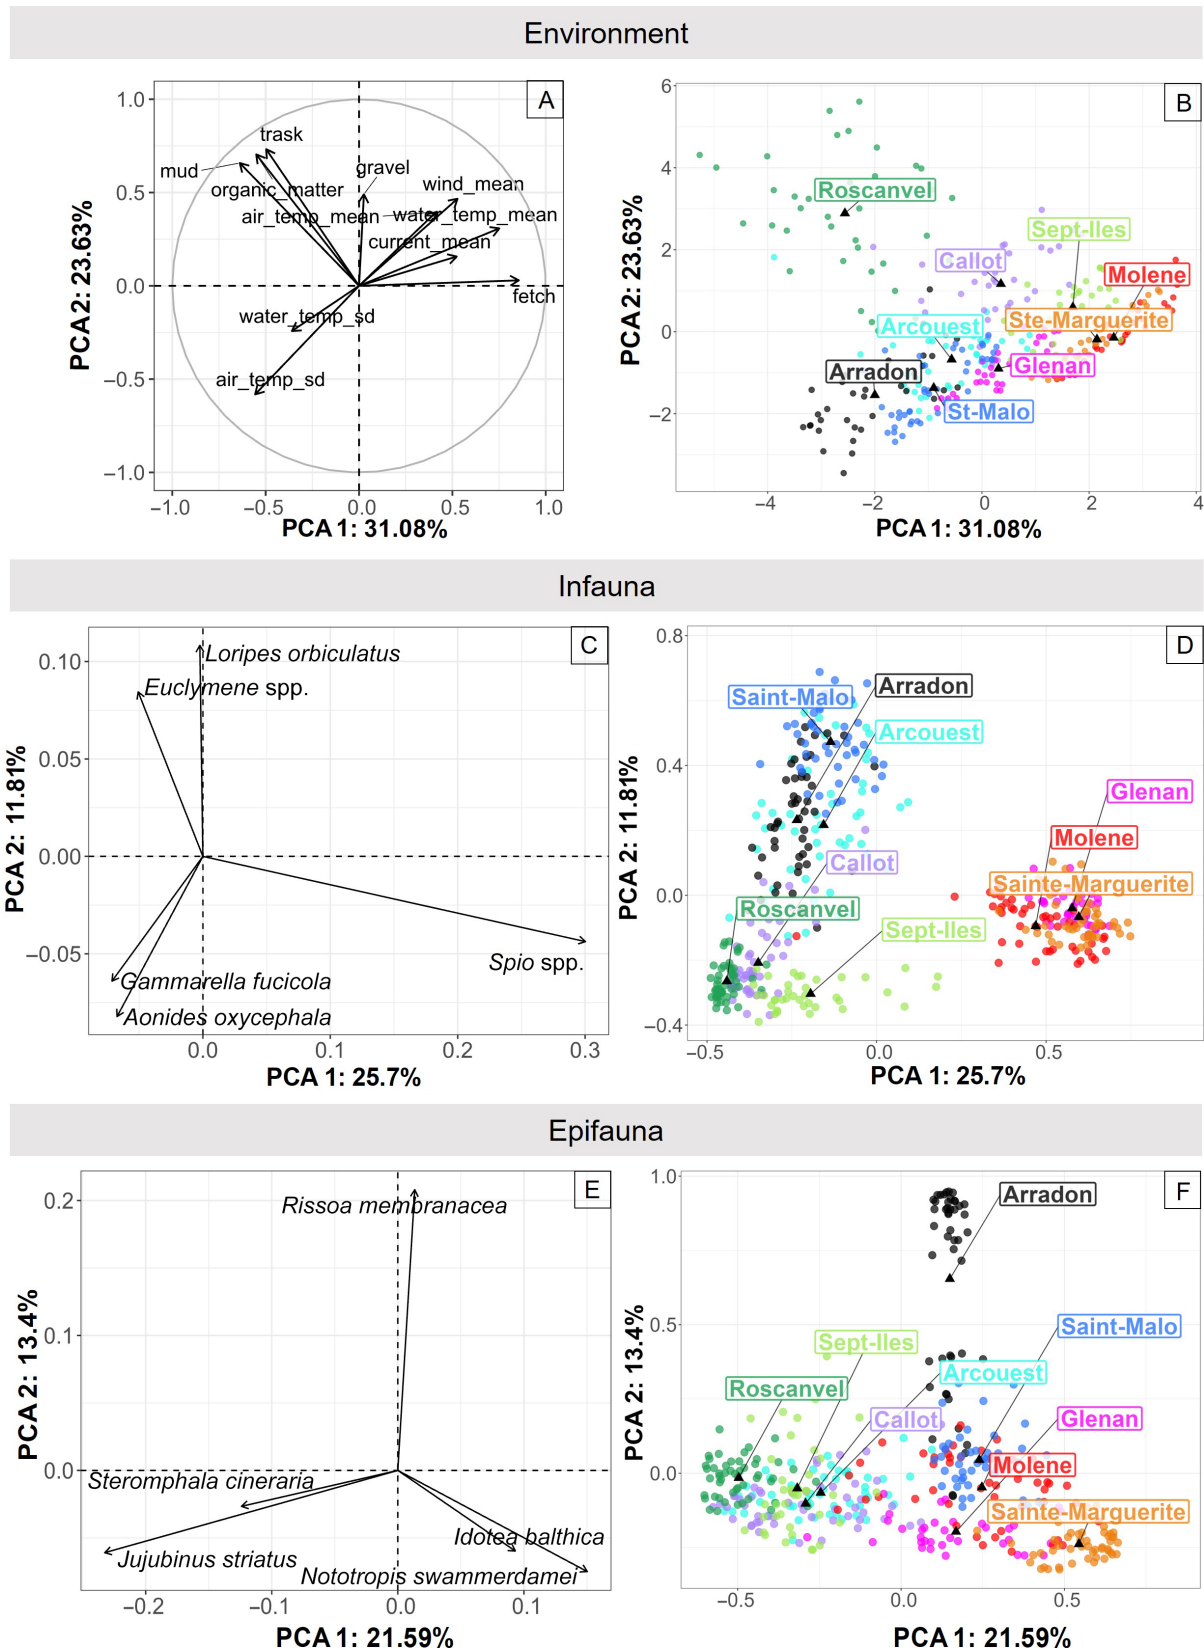 Environment
A
1.0
0.5
0.0
−0.5
−1.0
trask
mud
organic_matter
gravel
wind_mean
air_temp_mean
water_temp_mean
current_mean
fetch
water_temp_sd
air_temp_sd
−1.0
−0.5
0.0
0.5
1.0
PCA 1: 31.08%
PCA2: 23.63%
B
6
4
2
0
−2
Roscanvel
Sept-Iles
Callot
Molene
Arcouest
Ste-Marguerite
Arradon
Glenan
St-Malo
−4
−2
0
2
4
PCA 1: 31.08%
PCA 2: 23.63%
Infauna
C
0.10
0.05
0.00
−0.05
Loripes orbiculatus
Euclymene spp.
Spio spp.
Gammarella fucicola
Aonides oxycephala
0.0
0.1
0.2
0.3
PCA 1: 25.7%
PCA 2: 11.81%
D
0.8
0.4
0.0
−0.4
Saint-Malo
Arradon
Arcouest
Glenan
Molene
Callot
Sainte-Marguerite
Roscanvel
Sept-Iles
−0.5
0.0
0.5
PCA 1: 25.7%
PCA 2: 11.81%
Epifauna
E
0.2
0.1
0.0
Rissoa membranacea
Steromphala cineraria
Idotea balthica
Jujubinus striatus
Nototropis swammerdamei
−0.2
−0.1
0.0
0.1
PCA 1: 21.59%
PCA 2: 13.4%
F
1.0
0.5
0.0
Arradon
Saint-Malo
Sept-Iles
Arcouest
Roscanvel
Callot
Glenan
Molene
Sainte-Marguerite
−0.5
0.0
0.5
PCA 1: 21.59%
PCA 2: 13.4%